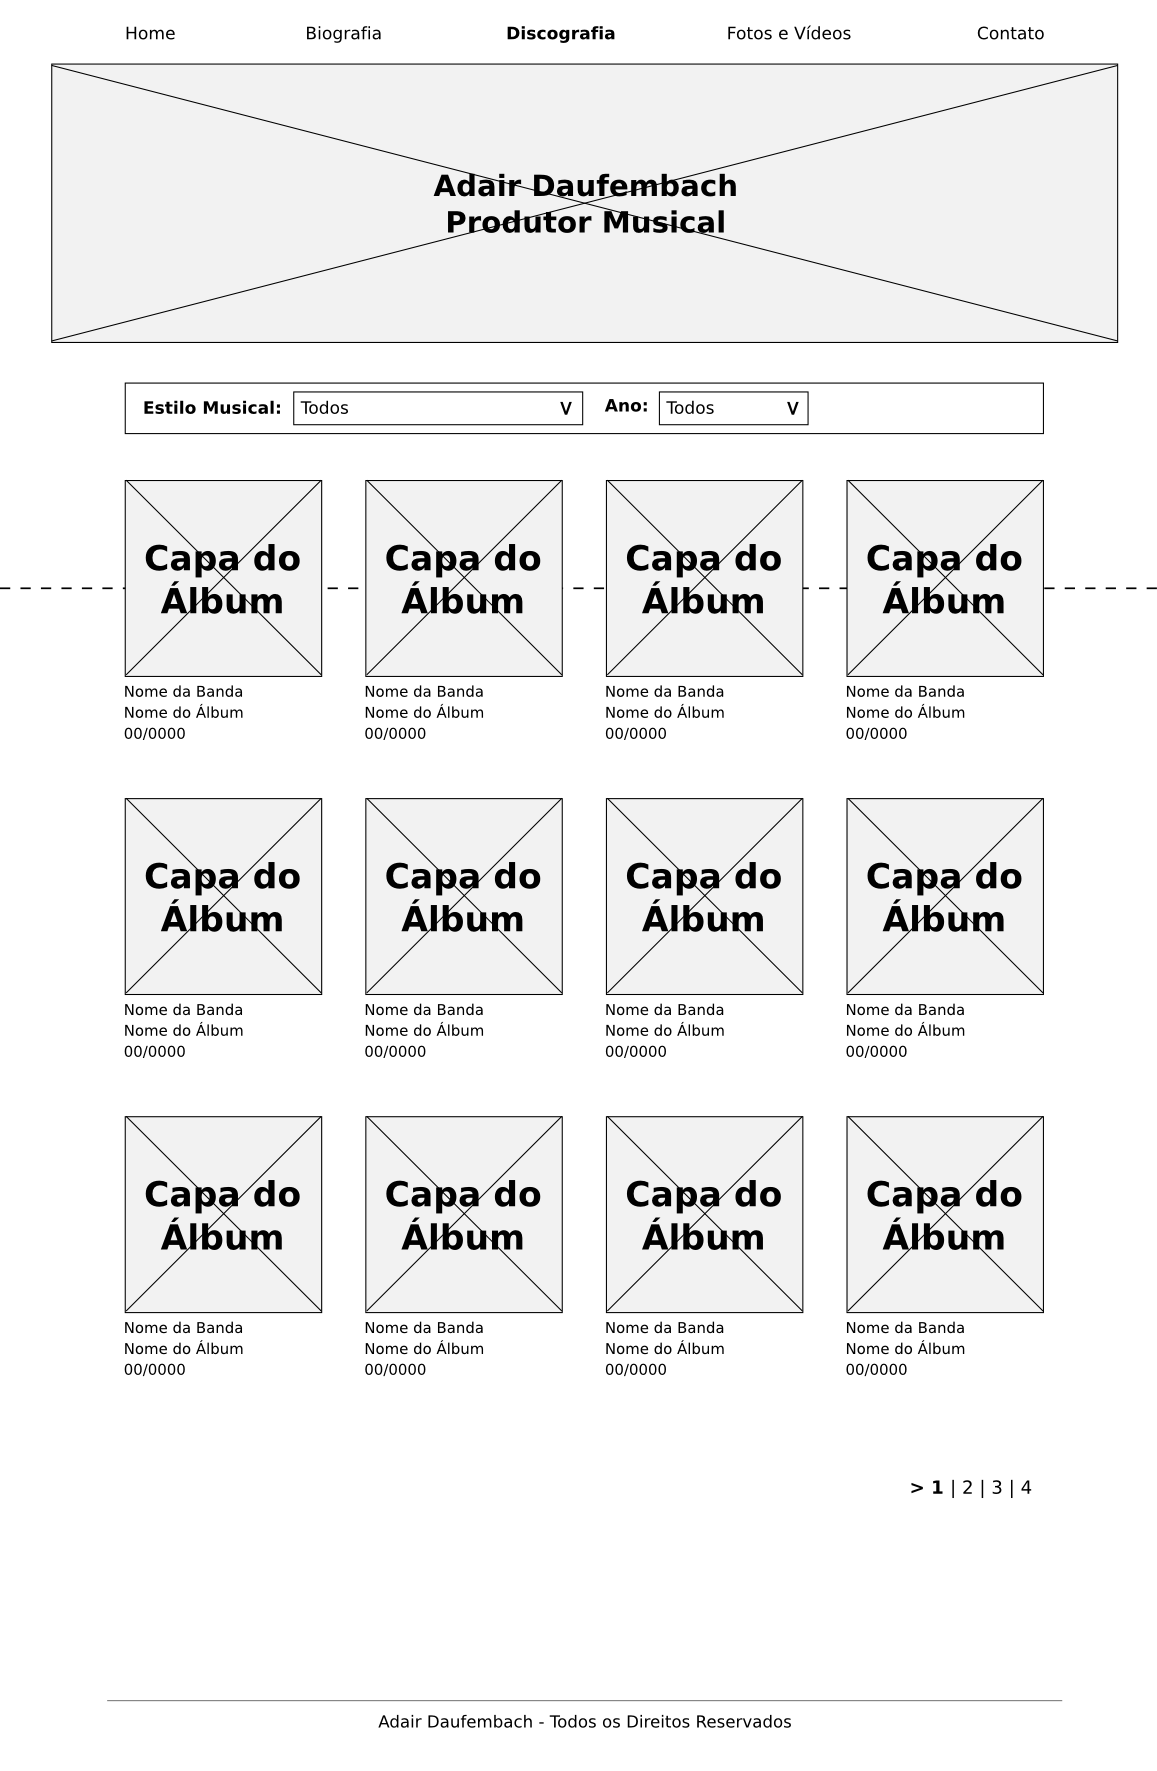 Home Biografia Discografia Fotos e Vídeos Contato
Adair Daufembach
Produtor Musical
Estilo Musical: Todos V Ano: Todos V
Capa do Álbum Capa do Álbum Capa do Álbum Capa do Álbum
Nome da Banda Nome da Banda Nome da Banda Nome da Banda
Nome do Álbum Nome do Álbum Nome do Álbum Nome do Álbum
00/0000 00/0000 00/0000 00/0000
Capa do Álbum Capa do Álbum Capa do Álbum Capa do Álbum
Nome da Banda Nome da Banda Nome da Banda Nome da Banda
Nome do Álbum Nome do Álbum Nome do Álbum Nome do Álbum
00/0000 00/0000 00/0000 00/0000
Capa do Álbum Capa do Álbum Capa do Álbum Capa do Álbum
Nome da Banda Nome da Banda Nome da Banda Nome da Banda
Nome do Álbum Nome do Álbum Nome do Álbum Nome do Álbum
00/0000 00/0000 00/0000 00/0000
> 1 | 2 | 3 | 4
Adair Daufembach - Todos os Direitos Reservados